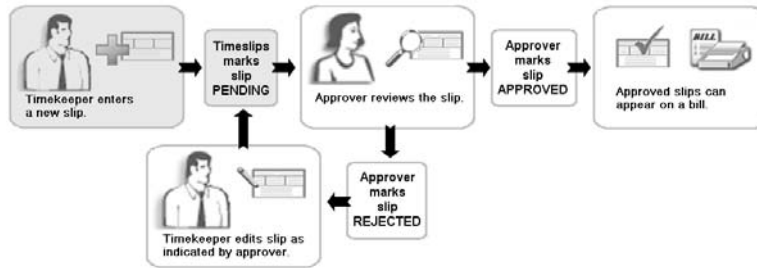 Timekeeper enters
a new slip.
Timeslips
marks
slip
PENDING
Approver reviews the slip.
Approver
marks
slip
APPROVED
BILL
Approved slips can
appear on a bill.
Approver
marks
slip
REJECTED
Timekeeper edits slip as
indicated by approver.